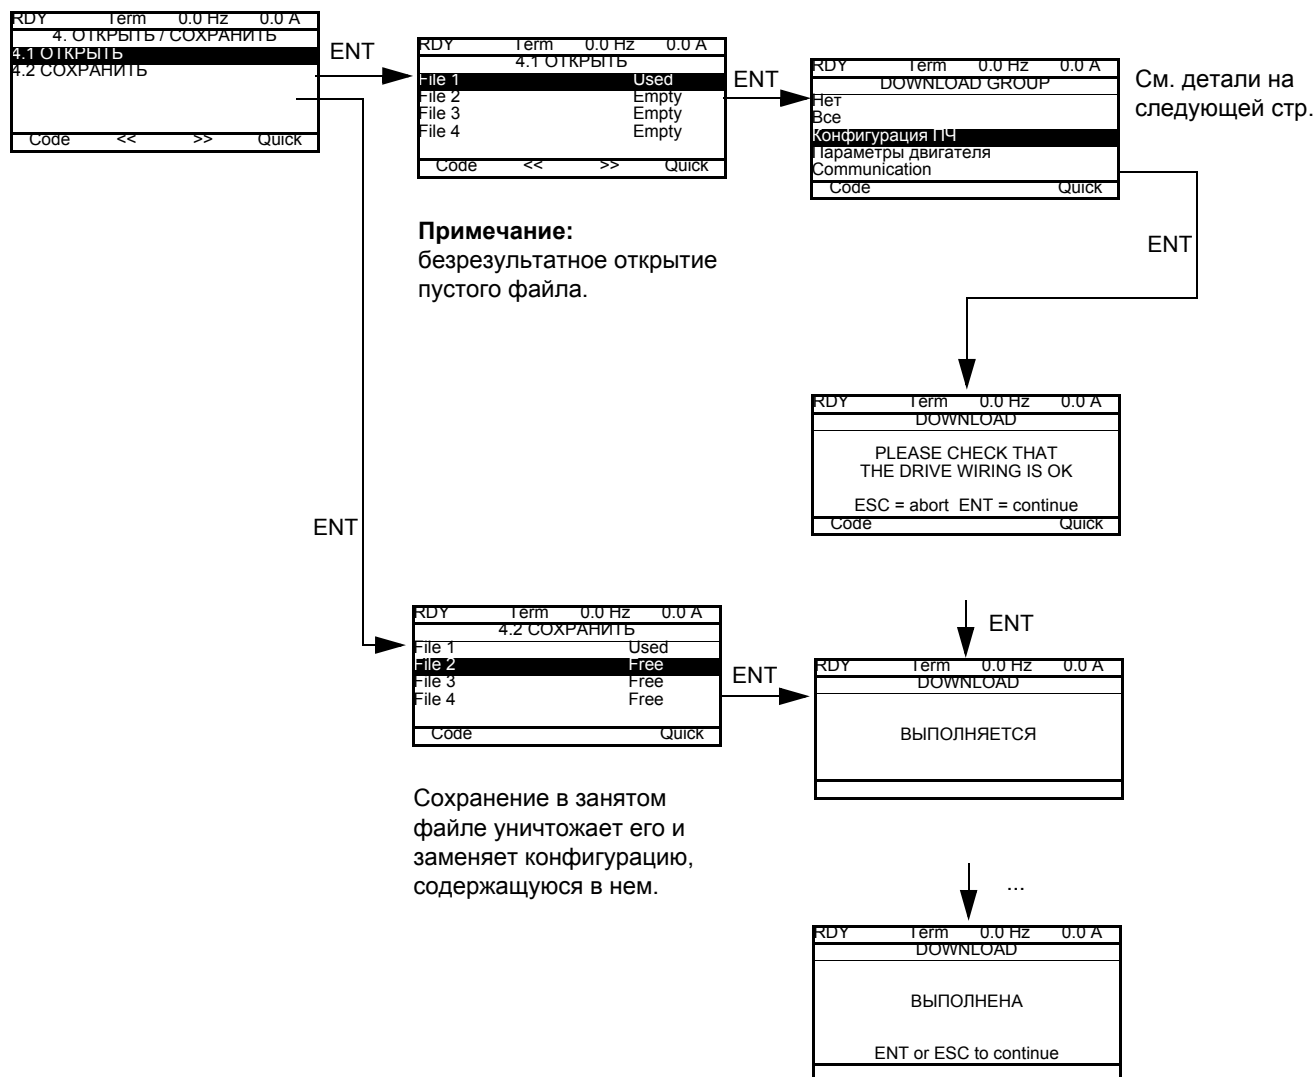 RDY Term 0.0 Hz 0.0 A
4. ОТКРЫТЬ / СОХРАНИТЬ
4.1 ОТКРЫТЬ
4.2 СОХРАНИТЬ
Code << >> Quick
ENT
RDY Term 0.0 Hz 0.0 A
4.1 ОТКРЫТЬ
File 1 Used
File 2 Empty
File 3 Empty
File 4 Empty
Code << >> Quick
ENT
RDY Term 0.0 Hz 0.0 A
DOWNLOAD GROUP
Нет
Все
Конфигурация ПЧ
Параметры двигателя
Communication
Code Quick
См. детали на
следующей стр.
Примечание:
безрезультатное открытие
пустого файла.
ENT
RDY Term 0.0 Hz 0.0 A
DOWNLOAD
PLEASE CHECK THAT
THE DRIVE WIRING IS OK
ESC = abort ENT = continue
Code Quick
ENT
RDY Term 0.0 Hz 0.0 A
4.2 СОХРАНИТЬ
File 1 Used
File 2 Free
File 3 Free
File 4 Free
Code Quick
ENT
ENT
RDY Term 0.0 Hz 0.0 A
DOWNLOAD
ВЫПОЛНЯЕТСЯ
Сохранение в занятом
файле уничтожает его и
заменяет конфигурацию,
содержащуюся в нем.
...
RDY Term 0.0 Hz 0.0 A
DOWNLOAD
ВЫПОЛНЕНА
ENT or ESC to continue